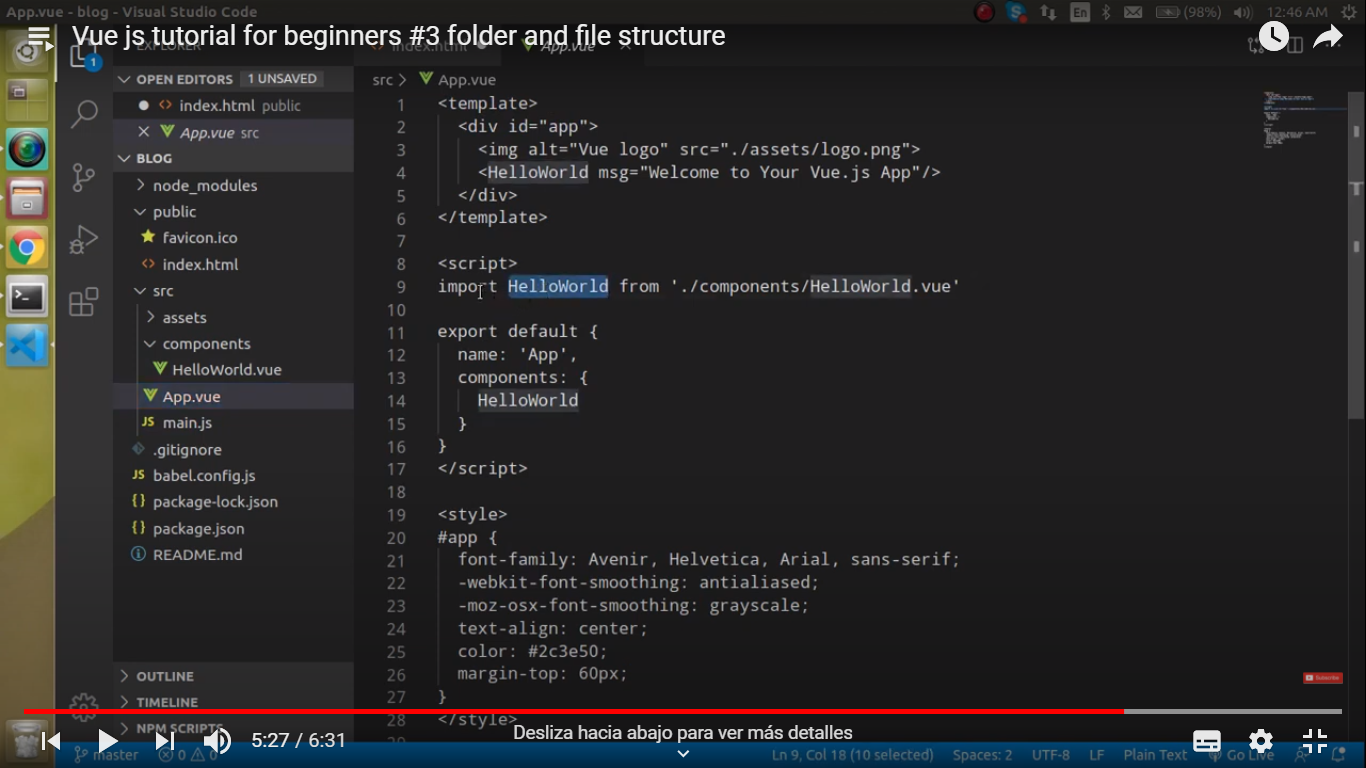 App.vue - blog - Visual Studio Code
En
(98%)
12:46 AM
Vue js tutorial for beginners #3 folder and file structure
EXPLORER
index.html
App.vue
1
OPEN EDITORS
1 UNSAVED
index.html public
App.vue src
BLOG
node_modules
public
favicon.ico
index.html
src
assets
components
HelloWorld.vue
App.vue
JS main.js
.gitignore
JS babel.config.js
{} package-lock.json
{} package.json
README.md
OUTLINE
TIMELINE
NPM SCRIPTS
src > App.vue
1 <template>
2 <div id="app">
3 <img alt="Vue logo" src="./assets/logo.png">
4 <HelloWorld msg="Welcome to Your Vue.js App"/>
5 </div>
6 </template>
7
8 <script>
9 import HelloWorld from './components/HelloWorld.vue'
10
11 export default {
12 name: 'App',
13 components: {
14 HelloWorld
15 }
16 }
17 </script>
18
19 <style>
20 #app {
21 font-family: Avenir, Helvetica, Arial, sans-serif;
22 -webkit-font-smoothing: antialiased;
23 -moz-osx-font-smoothing: grayscale;
24 text-align: center;
25 color: #2c3e50;
26 margin-top: 60px;
27 }
28 </style>
Subscribe
5:27 / 6:31
Desliza hacia abajo para ver más detalles
master
0
0
Ln 9, Col 18 (10 selected)
Spaces: 2
UTF-8
LF
Plain Text
Go Live